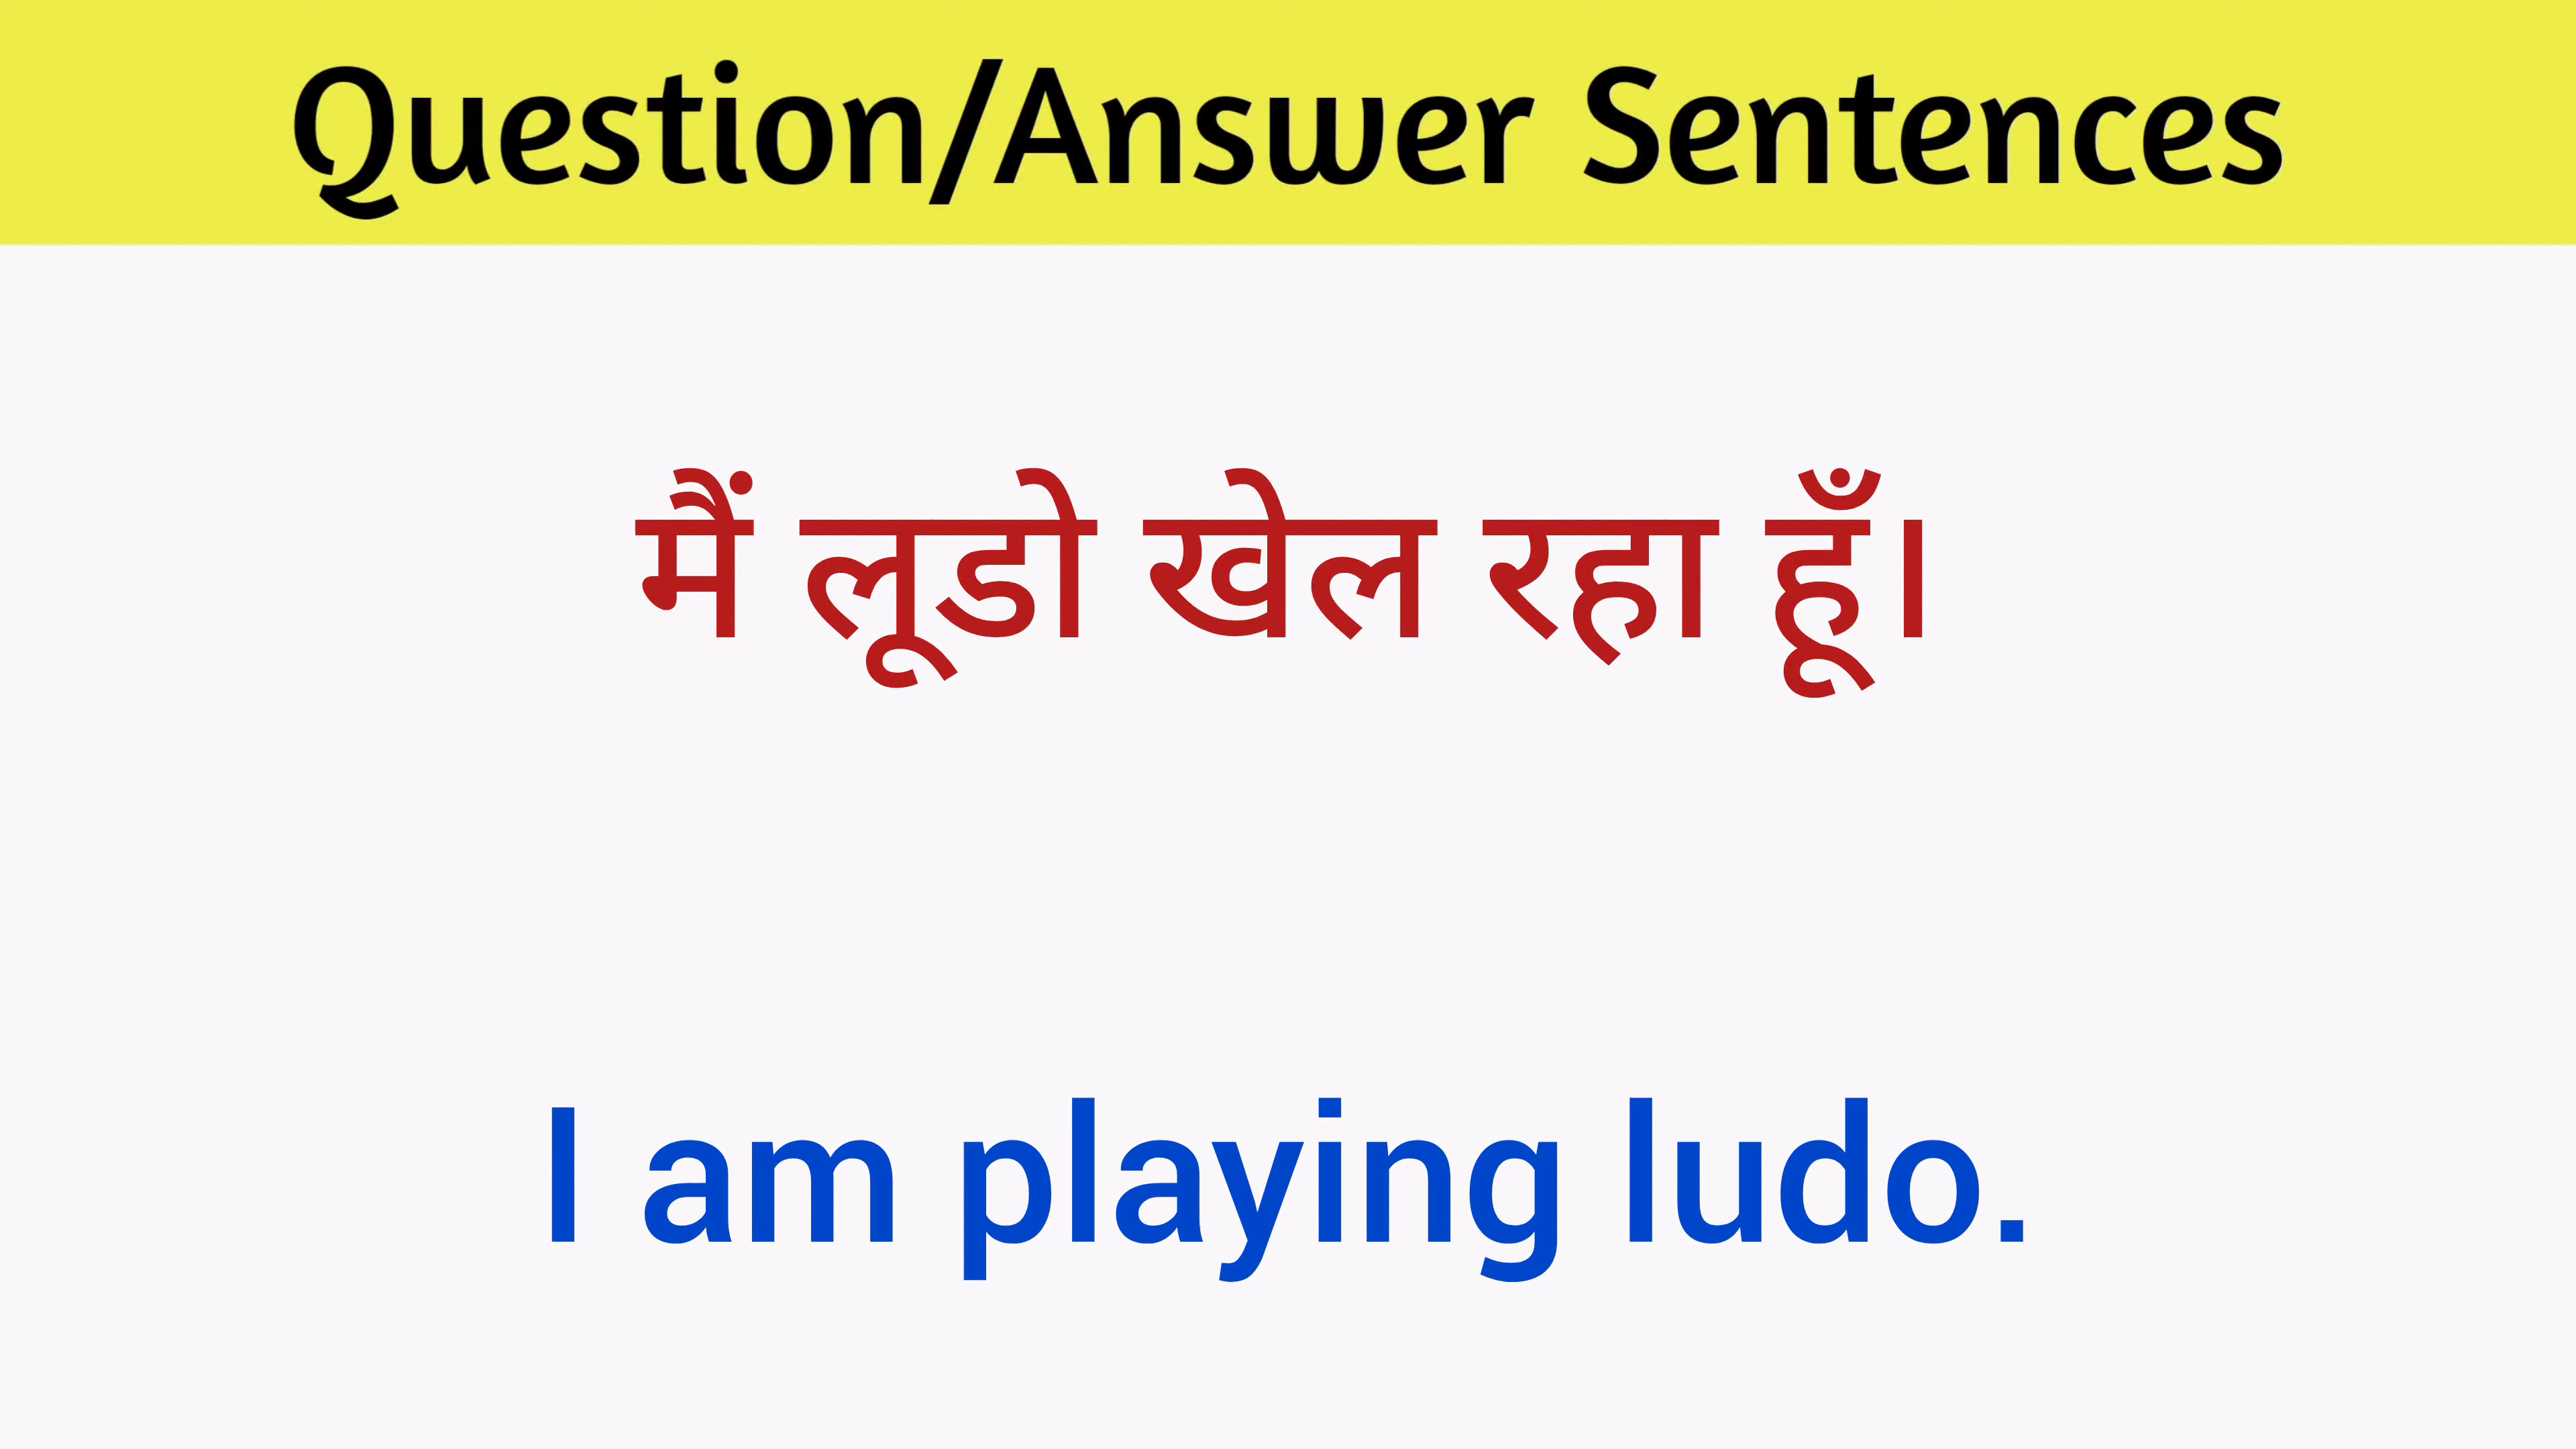 Question/Answer Sentences
मैं लूडो खेल रहा हूँ।
I am playing ludo.